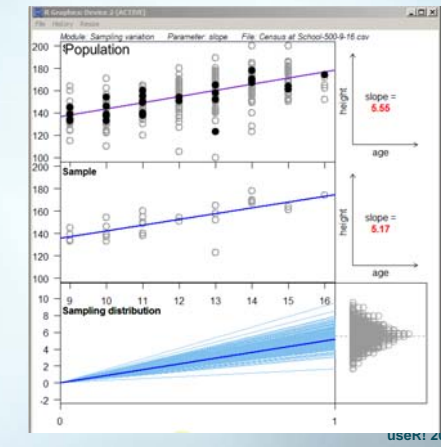 R Graphics: Device 2 (ACTIVE)
File History Resize
Module: Sampling variation Parameter: slope File: Census at School-500-9-16.csv
Population
200
180
160
140
120
100
height
age
slope =
5.55
Sample
200
180
160
140
120
100
height
age
slope =
5.17
9 10 11 12 13 14 15 16
Sampling distribution
10
8
6
4
2
0
-2
0 1
useR!